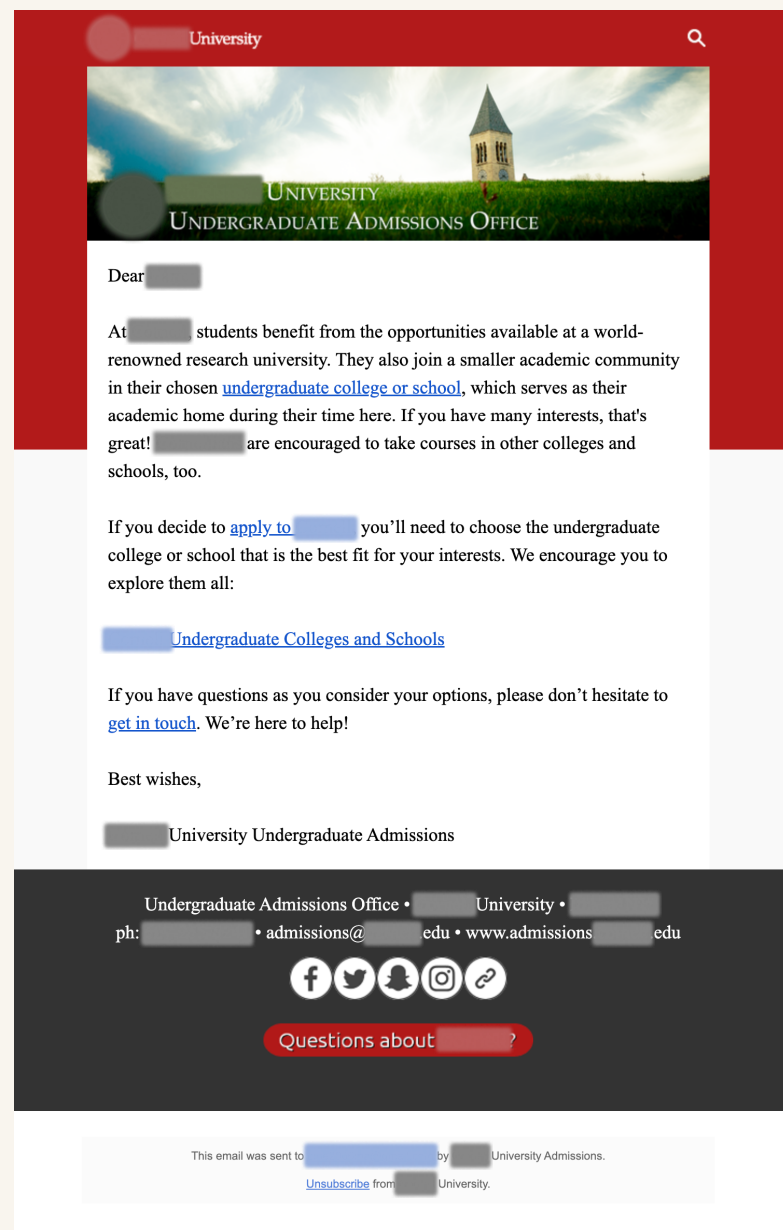 University
UNIVERSITY
UNDERGRADUATE ADMISSIONS OFFICE
Dear
At , students benefit from the opportunities available at a world-
renowned research university. They also join a smaller academic community
in their chosen undergraduate college or school, which serves as their
academic home during their time here. If you have many interests, that's
great! are encouraged to take courses in other colleges and
schools, too.
If you decide to apply to you’ll need to choose the undergraduate
college or school that is the best fit for your interests. We encourage you to
explore them all:
Undergraduate Colleges and Schools
If you have questions as you consider your options, please don’t hesitate to
get in touch. We’re here to help!
Best wishes,
University Undergraduate Admissions
Undergraduate Admissions Office • University •
ph: • admissions@ edu • www.admissions edu
Questions about ?
This email was sent to by University Admissions.
Unsubscribe from University.